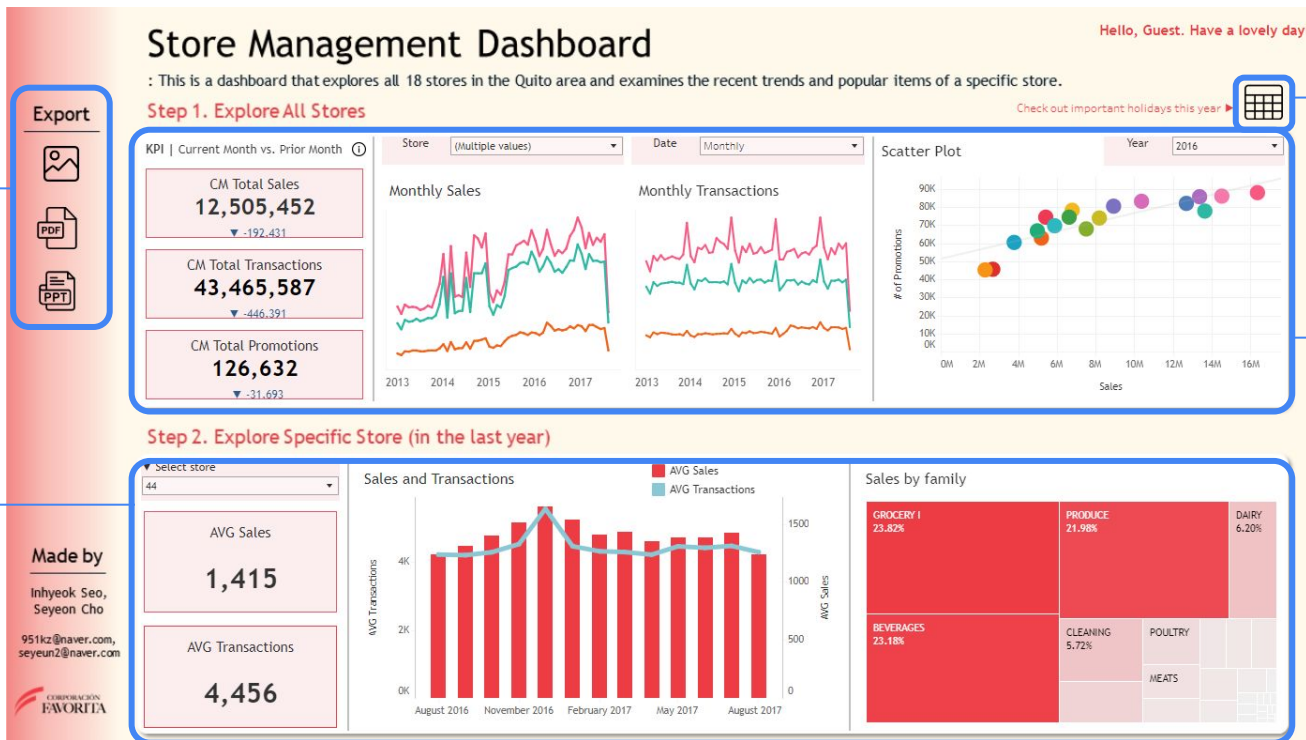 Store Management Dashboard
Hello, Guest. Have a lovely day
: This is a dashboard that explores all 18 stores in the Quito area and examines the recent trends and popular items of a specific store.
Export
PDF
PPT
Step 1. Explore All Stores
Check out important holidays this year ▶
KPI | Current Month vs. Prior Month
CM Total Sales
12,505,452
▼ -192.431
CM Total Transactions
43,465,587
▼ -446.391
CM Total Promotions
126,632
▼ -31.693
Store
(Multiple values)
Date
Monthly
Monthly Sales
2013 2014 2015 2016 2017
Monthly Transactions
2013 2014 2015 2016 2017
Scatter Plot
Year
2016
90K
80K
70K
60K
50K
40K
30K
20K
10K
0K
# of Promotions
0M 2M 4M 6M 8M 10M 12M 14M 16M
Sales
Step 2. Explore Specific Store (in the last year)
▼ Select store
44
AVG Sales
1,415
AVG Transactions
4,456
Sales and Transactions
AVG Sales
AVG Transactions
4K
2K
0K
AVG Transactions
1500
1000
500
0
AVG Sales
August 2016 November 2016 February 2017 May 2017 August 2017
Sales by family
GROCERY I
23.82%
PRODUCE
21.98%
DAIRY
6.20%
BEVERAGES
23.18%
CLEANING
5.72%
POULTRY
MEATS
Made by
Inhyeok Seo,
Seyeon Cho
951kz@naver.com,
seyeun2@naver.com
CORPORACIÓN
FAVORITA